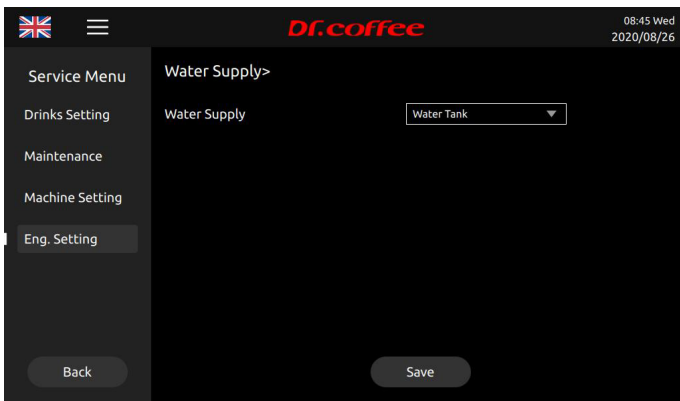 Dr.coffee
08:45 Wed
2020/08/26
Service Menu
Drinks Setting
Maintenance
Machine Setting
Eng. Setting
Back
Water Supply>
Water Supply
Water Tank
Save